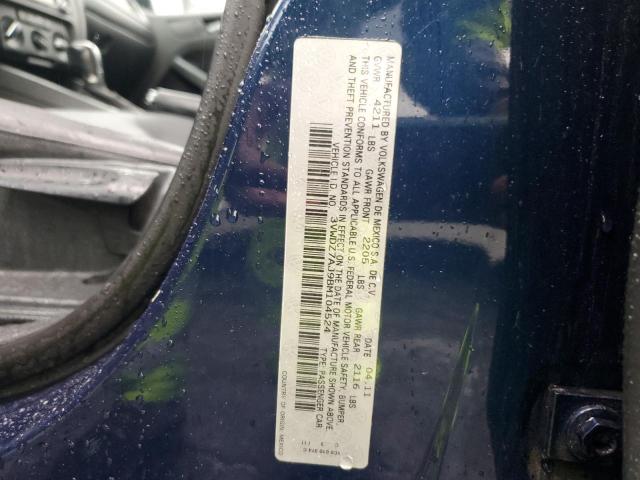 MANUFACTURED BY VOLKSWAGEN DE MEXICO S.A. DE C.V. DATE 04.11
GVWR 4211 LBS GAWR FRONT 2205 LBS GAWR REAR 2116 LBS
THIS VEHICLE CONFORMS TO ALL APPLICABLE U.S. FEDERAL MOTOR VEHICLE SAFETY, BUMPER,
AND THEFT PREVENTION STANDARDS IN EFFECT ON THE DATE OF MANUFACTURE SHOWN ABOVE.
VEHICLE I.D. NO. 3VWDZ7AJ9BM104524 TYPE: PASSENGER CAR
COUNTRY OF ORIGIN: MEXICO